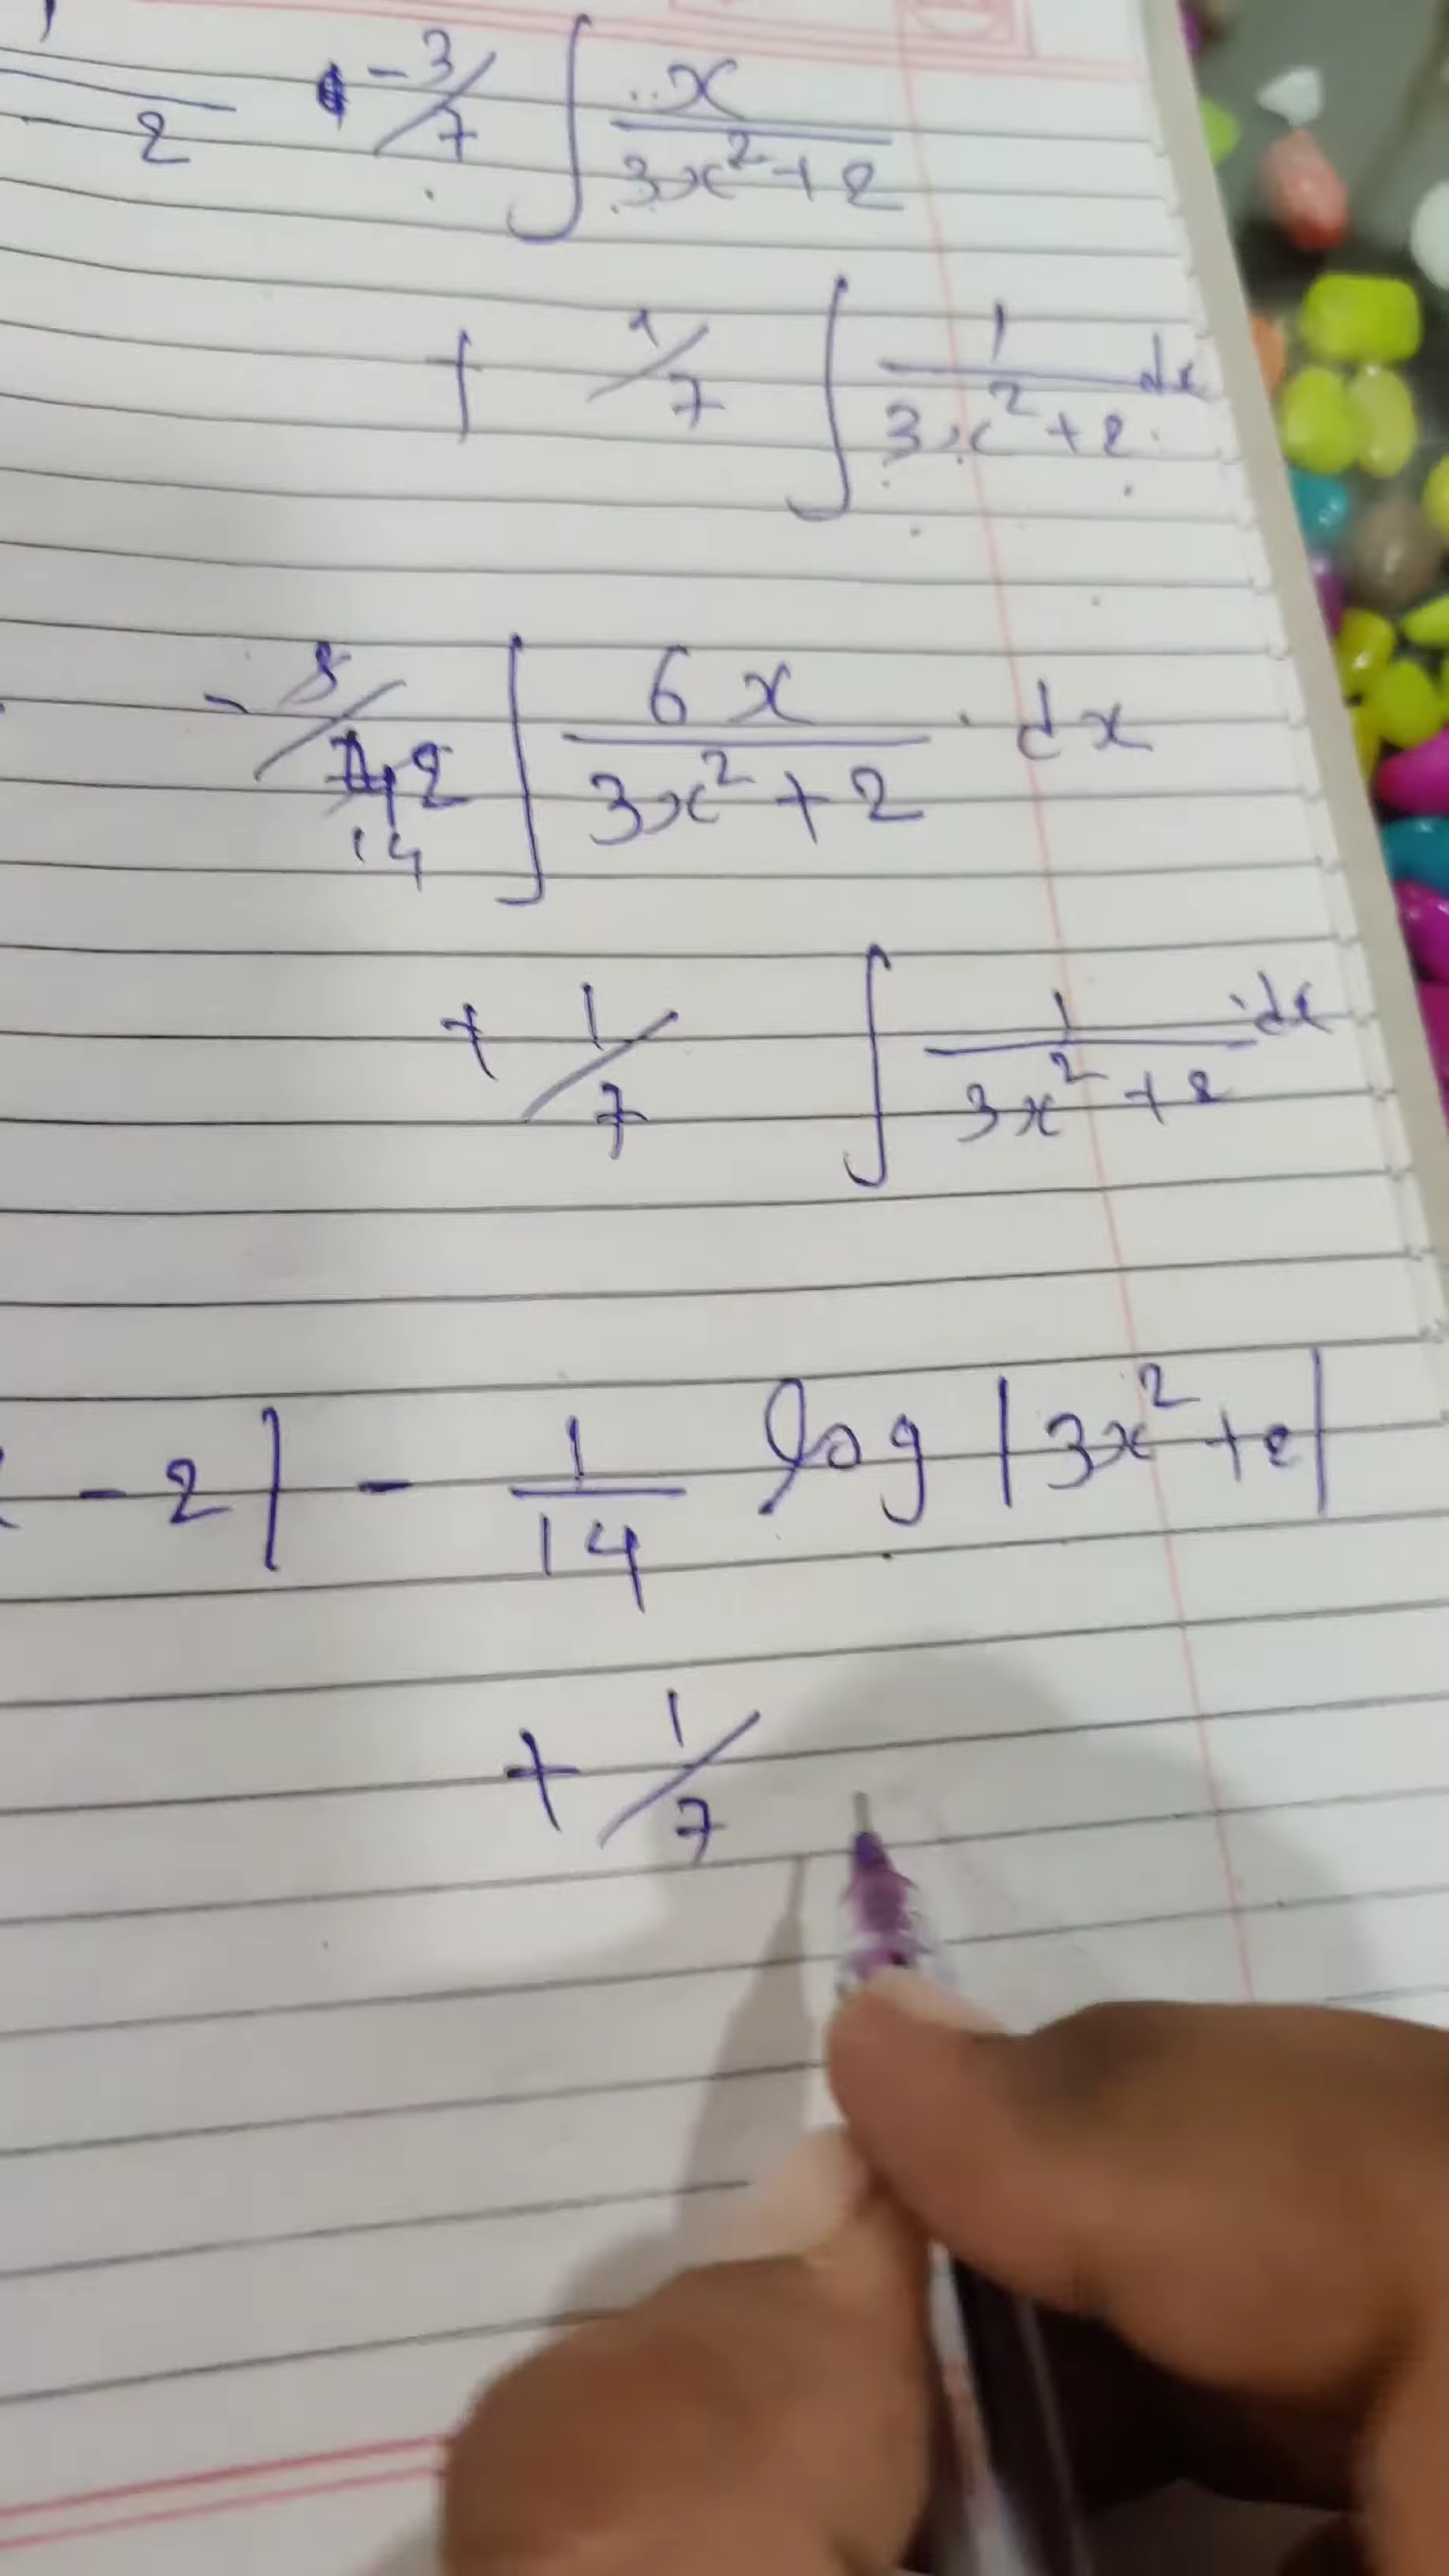 2 - 3/7 ∫ x/(3x² + 2)
+ 1/7 ∫ 1/(3x² + 2) dx
- 3/42 14 ∫ 6x/(3x² + 2) · dx
+ 1/7 ∫ 1/(3x² + 2) dx
- 2| - 1/14 log |3x² + 2|
+ 1/7